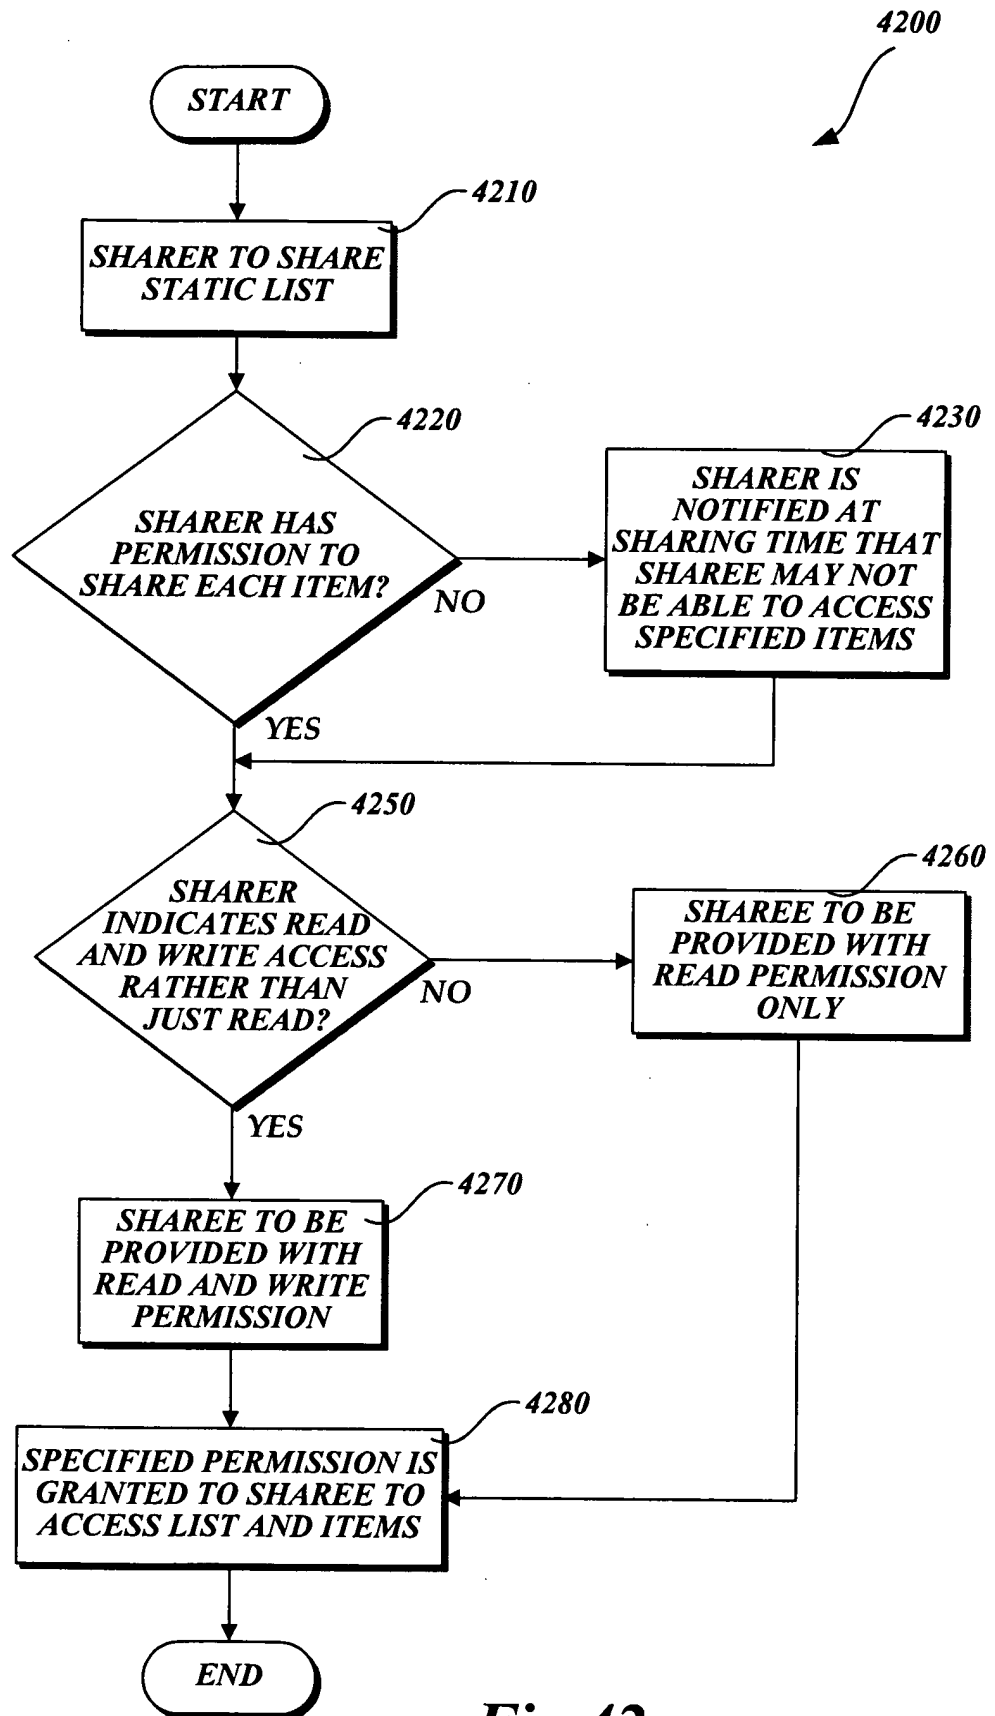 4200
START
4210
SHARER TO SHARE
STATIC LIST
4220
SHARER HAS
PERMISSION TO
SHARE EACH ITEM?
NO
YES
4230
SHARER IS
NOTIFIED AT
SHARING TIME THAT
SHAREE MAY NOT
BE ABLE TO ACCESS
SPECIFIED ITEMS
4250
SHARER
INDICATES READ
AND WRITE ACCESS
RATHER THAN
JUST READ?
NO
YES
4260
SHAREE TO BE
PROVIDED WITH
READ PERMISSION
ONLY
4270
SHAREE TO BE
PROVIDED WITH
READ AND WRITE
PERMISSION
4280
SPECIFIED PERMISSION IS
GRANTED TO SHAREE TO
ACCESS LIST AND ITEMS
END
Fig.42